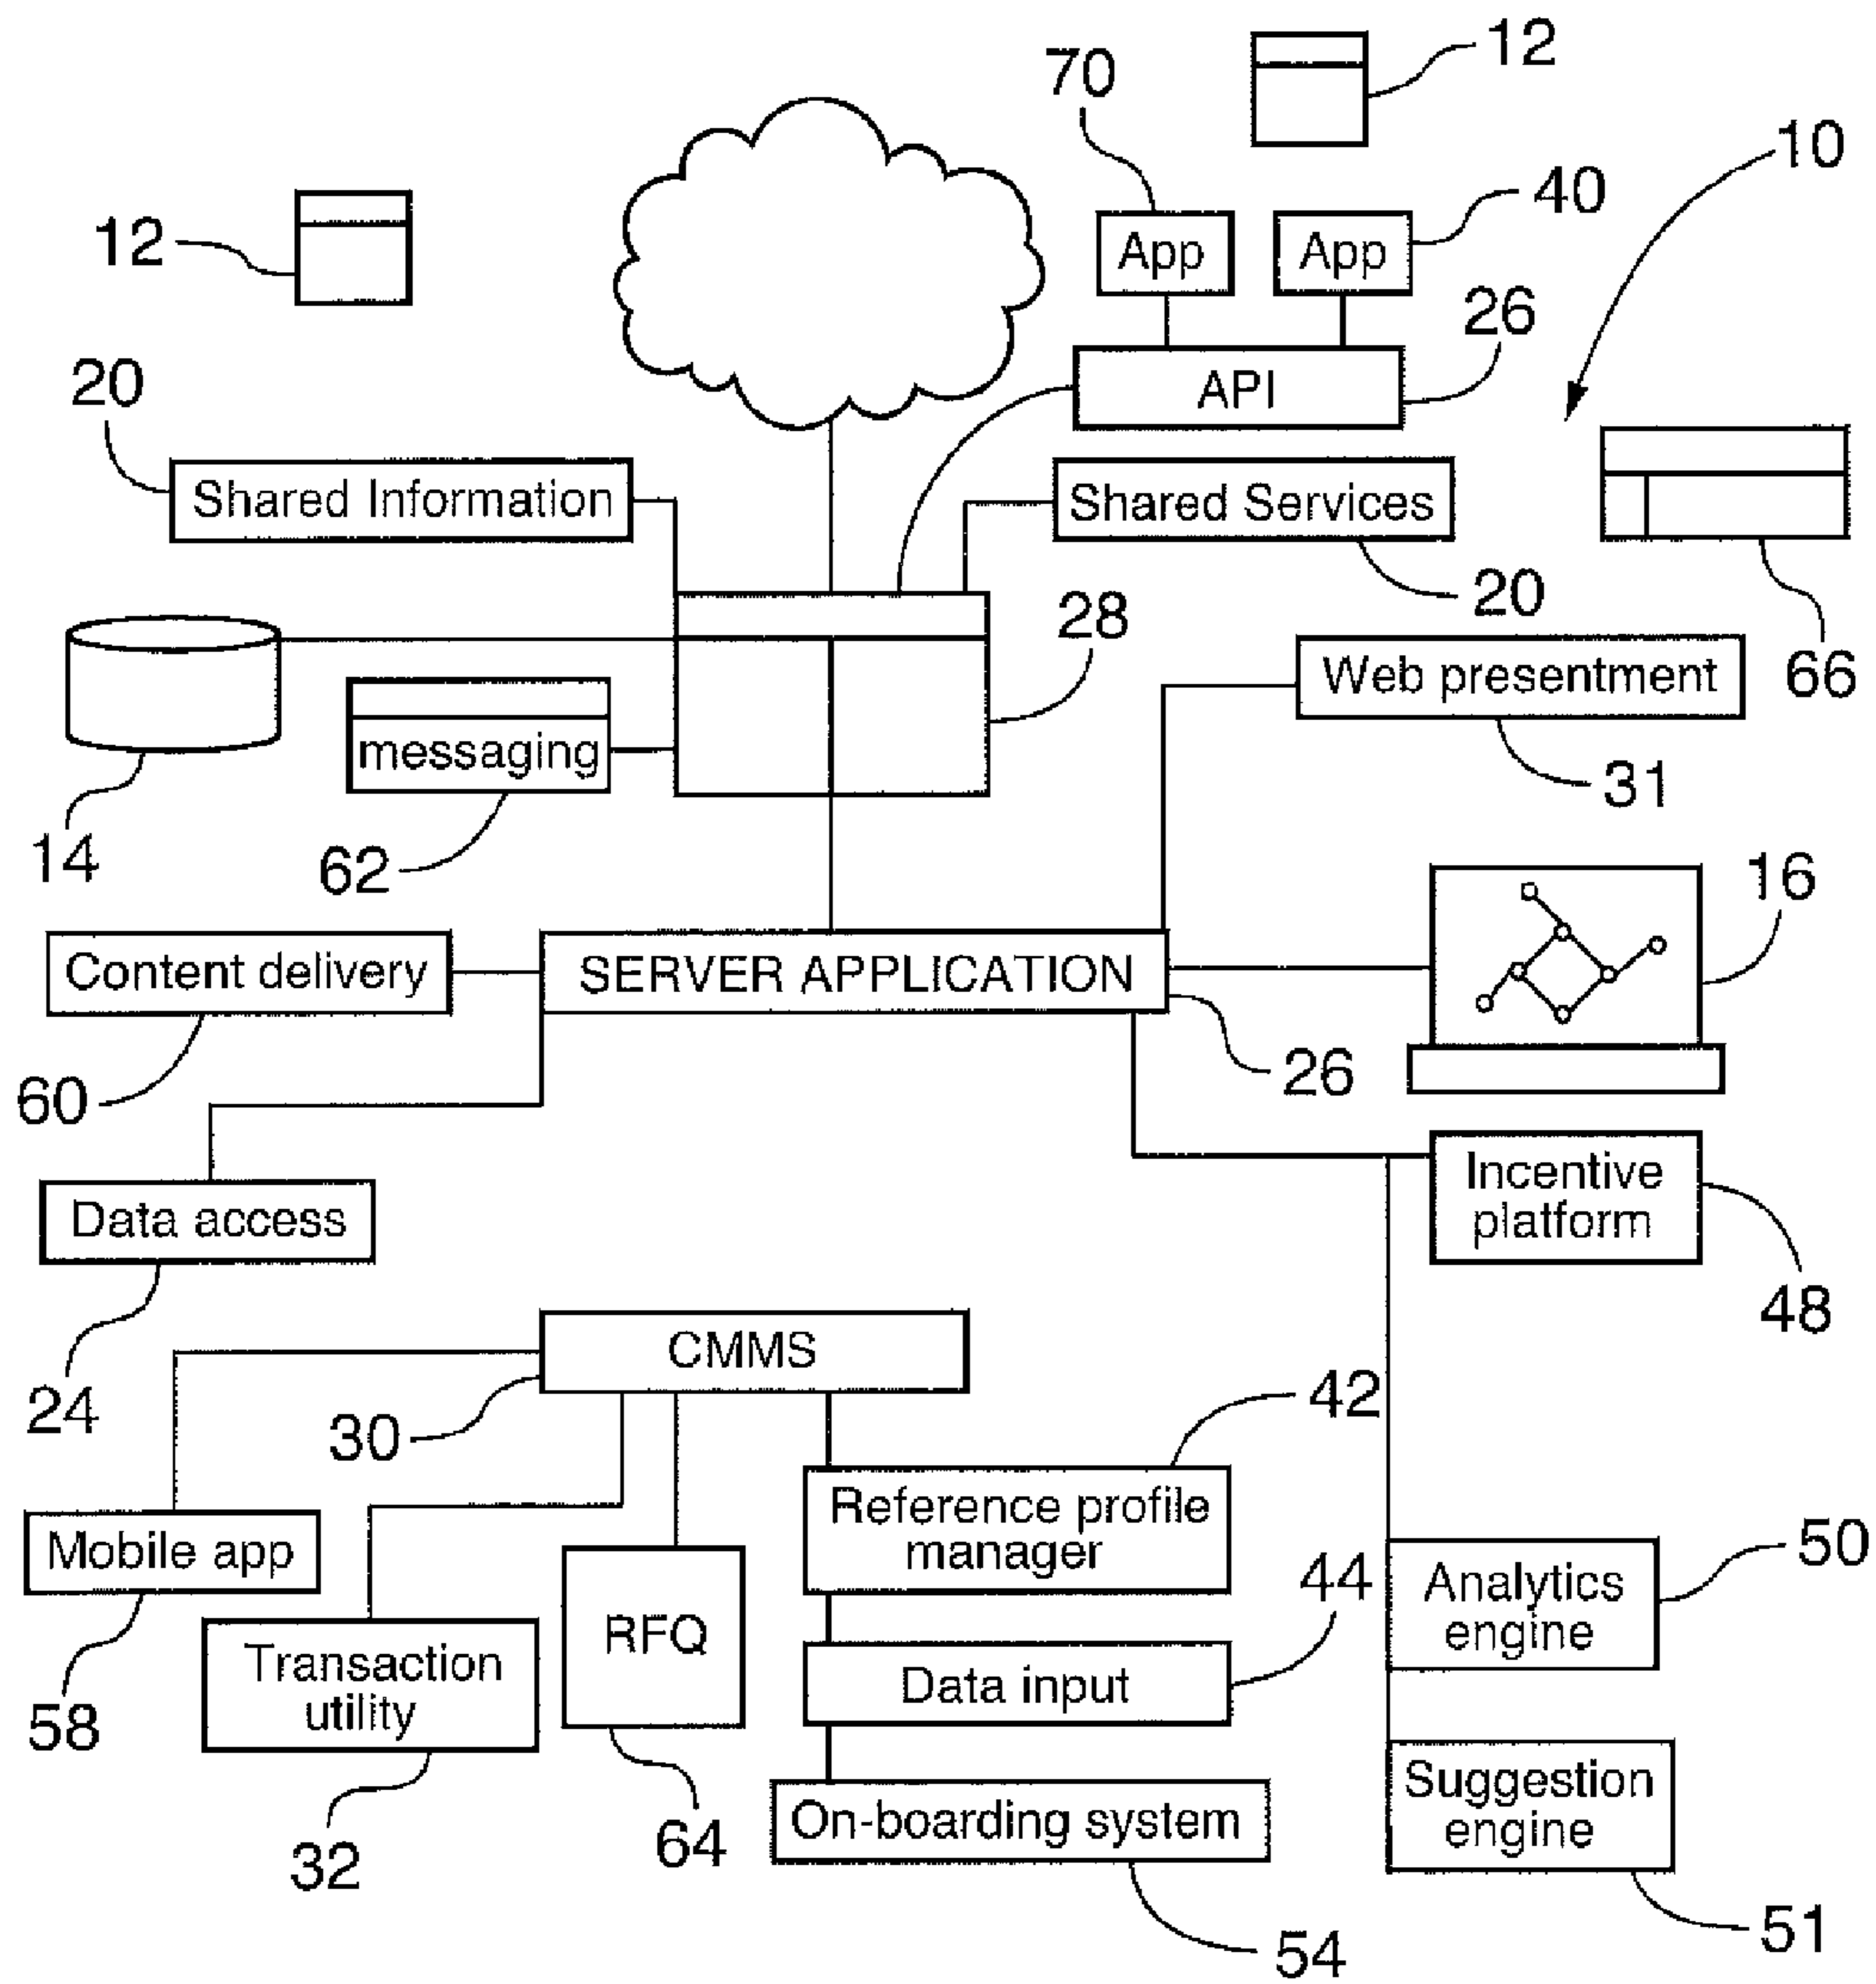 12
70
10
12
App
App
40
26
20
API
Shared Information
Shared Services
20
28
66
Web presentment
messaging
31
14
62
16
Content delivery
SERVER APPLICATION
60
26
Incentive
platform
Data access
48
CMMS
24
30
42
Reference profile
manager
Mobile app
50
44
Analytics
engine
RFQ
Transaction
utility
Data input
58
Suggestion
engine
On-boarding system
64
32
51
54